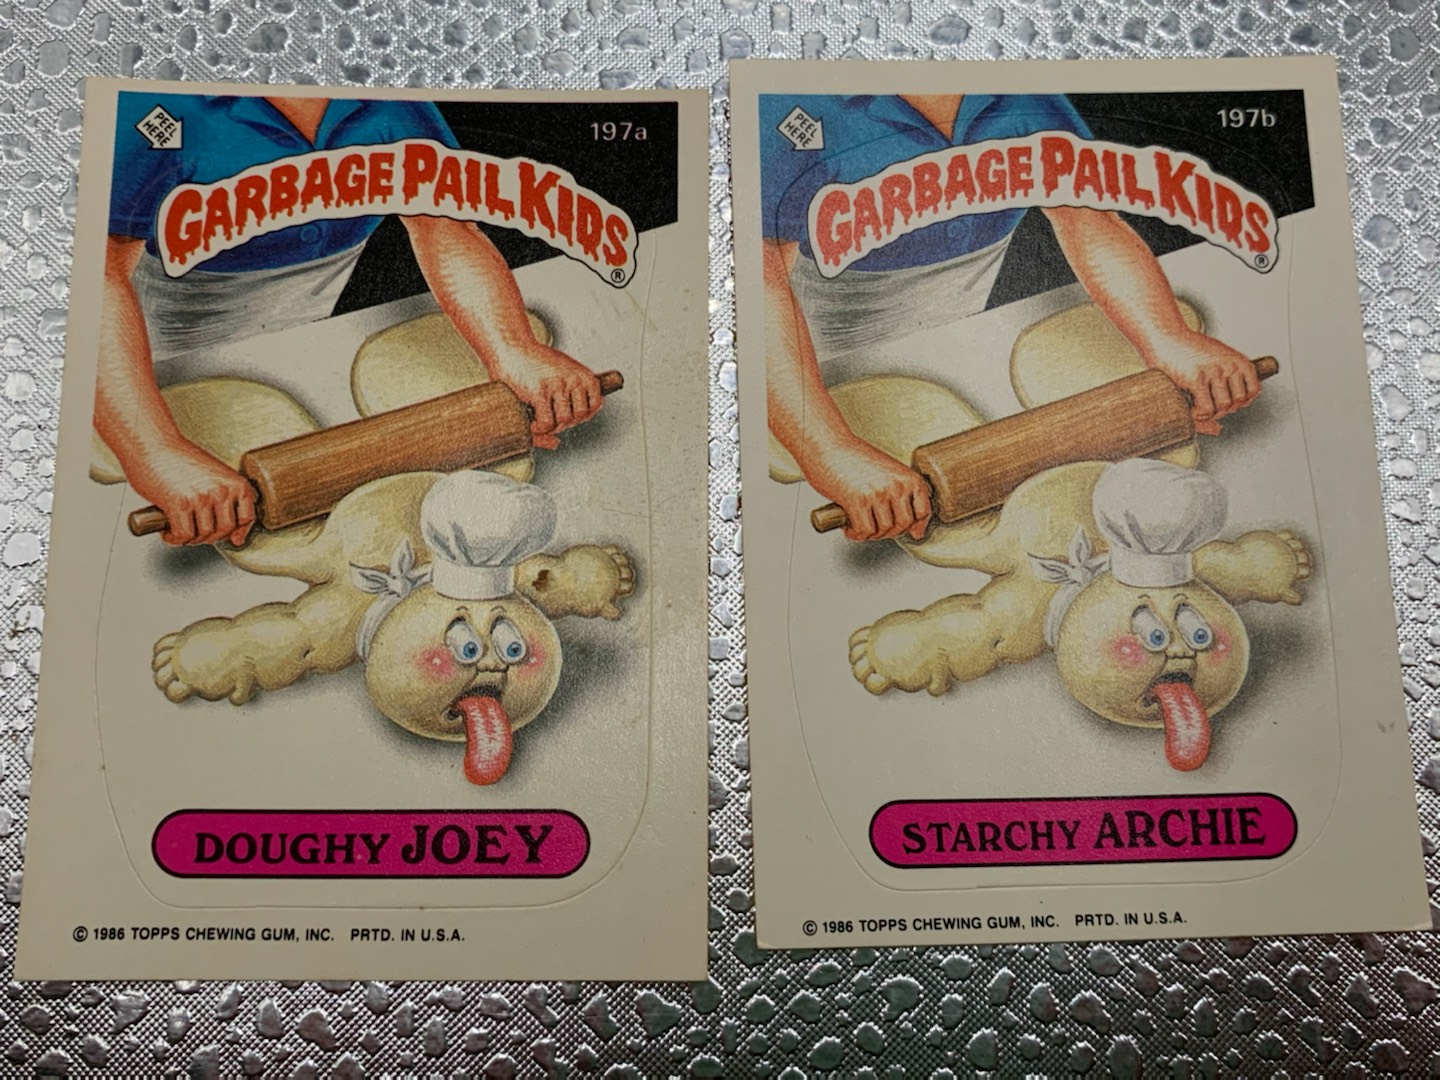 PEEL
HERE
197a
GARBAGE PAIL KIDS
®
DOUGHY JOEY
© 1986 TOPPS CHEWING GUM, INC. PRTD. IN U.S.A.
PEEL
HERE
197b
GARBAGE PAIL KIDS
®
STARCHY ARCHIE
© 1986 TOPPS CHEWING GUM, INC. PRTD. IN U.S.A.